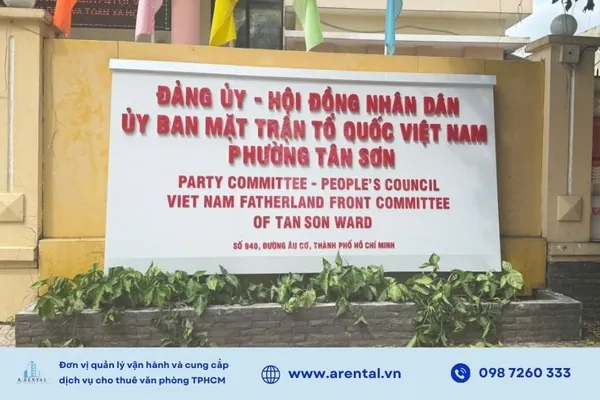 ĐẢNG ỦY - HỘI ĐỒNG NHÂN DÂN
ỦY BAN MẶT TRẬN TỔ QUỐC VIỆT NAM
PHƯỜNG TÂN SƠN
PARTY COMMITTEE - PEOPLE'S COUNCIL
VIET NAM FATHERLAND FRONT COMMITTEE
OF TAN SON WARD
SỐ 940, ĐƯỜNG ÂU CƠ, THÀNH PHỐ HỒ CHÍ MINH
ARENTAL
Đơn vị quản lý vận hành và cung cấp
dịch vụ cho thuê văn phòng TPHCM
www.arental.vn
098 7260 333